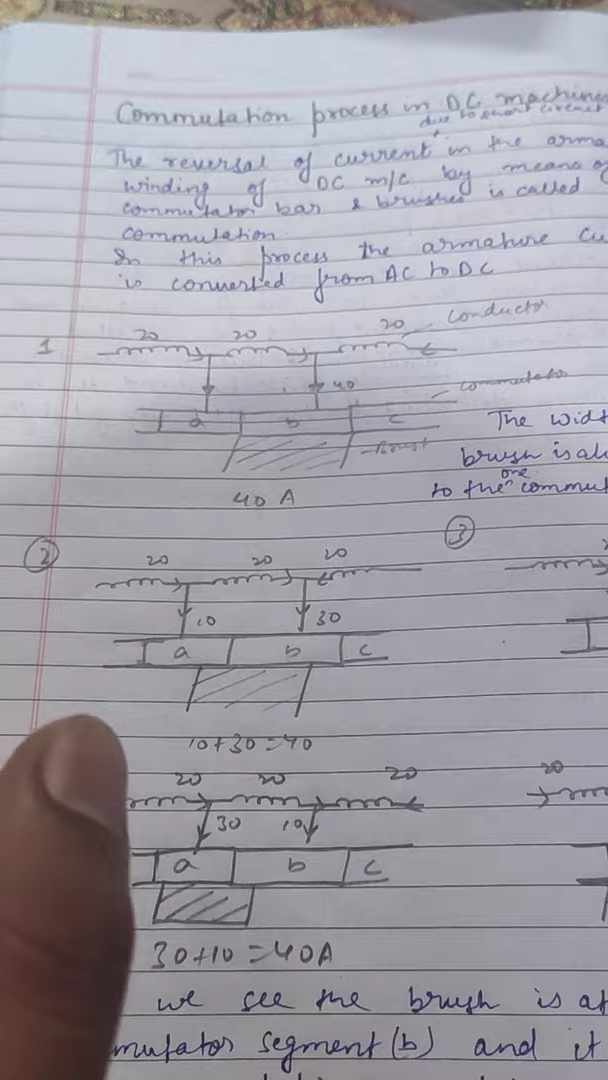 Commutation process in DC machine
due to short circuit
The reversal of current in the arma
winding of DC m/c by means of
commutator bar & brushes is called
commutation.
In this process the armature cu
is converted from AC to DC
1
20 20 20 conductor
40
commutator
a b c
Brush
40 A
The widt
brush is
to the one commut
2
20 20 20
3
10 30
a b c
10+30=40
20 20 20
20
30 10
a b c
30+10=40A
we see the brush is at
mutator segment (b) and it